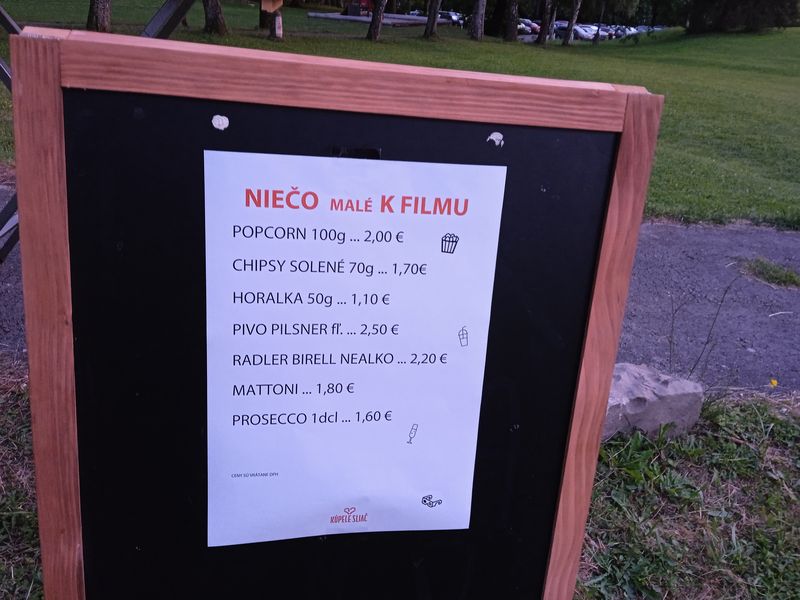 NIEČO MALÉ K FILMU
POPCORN 100g ... 2,00 €
CHIPSY SOLENÉ 70g ... 1,70€
HORALKA 50g ... 1,10 €
PIVO PILSNER fľ. ... 2,50 €
RADLER BIRELL NEALKO ... 2,20 €
MATTONI ... 1,80 €
PROSECCO 1dcl ... 1,60 €
CENY SÚ VRÁTANE DPH
KÚPELE SLIAČ